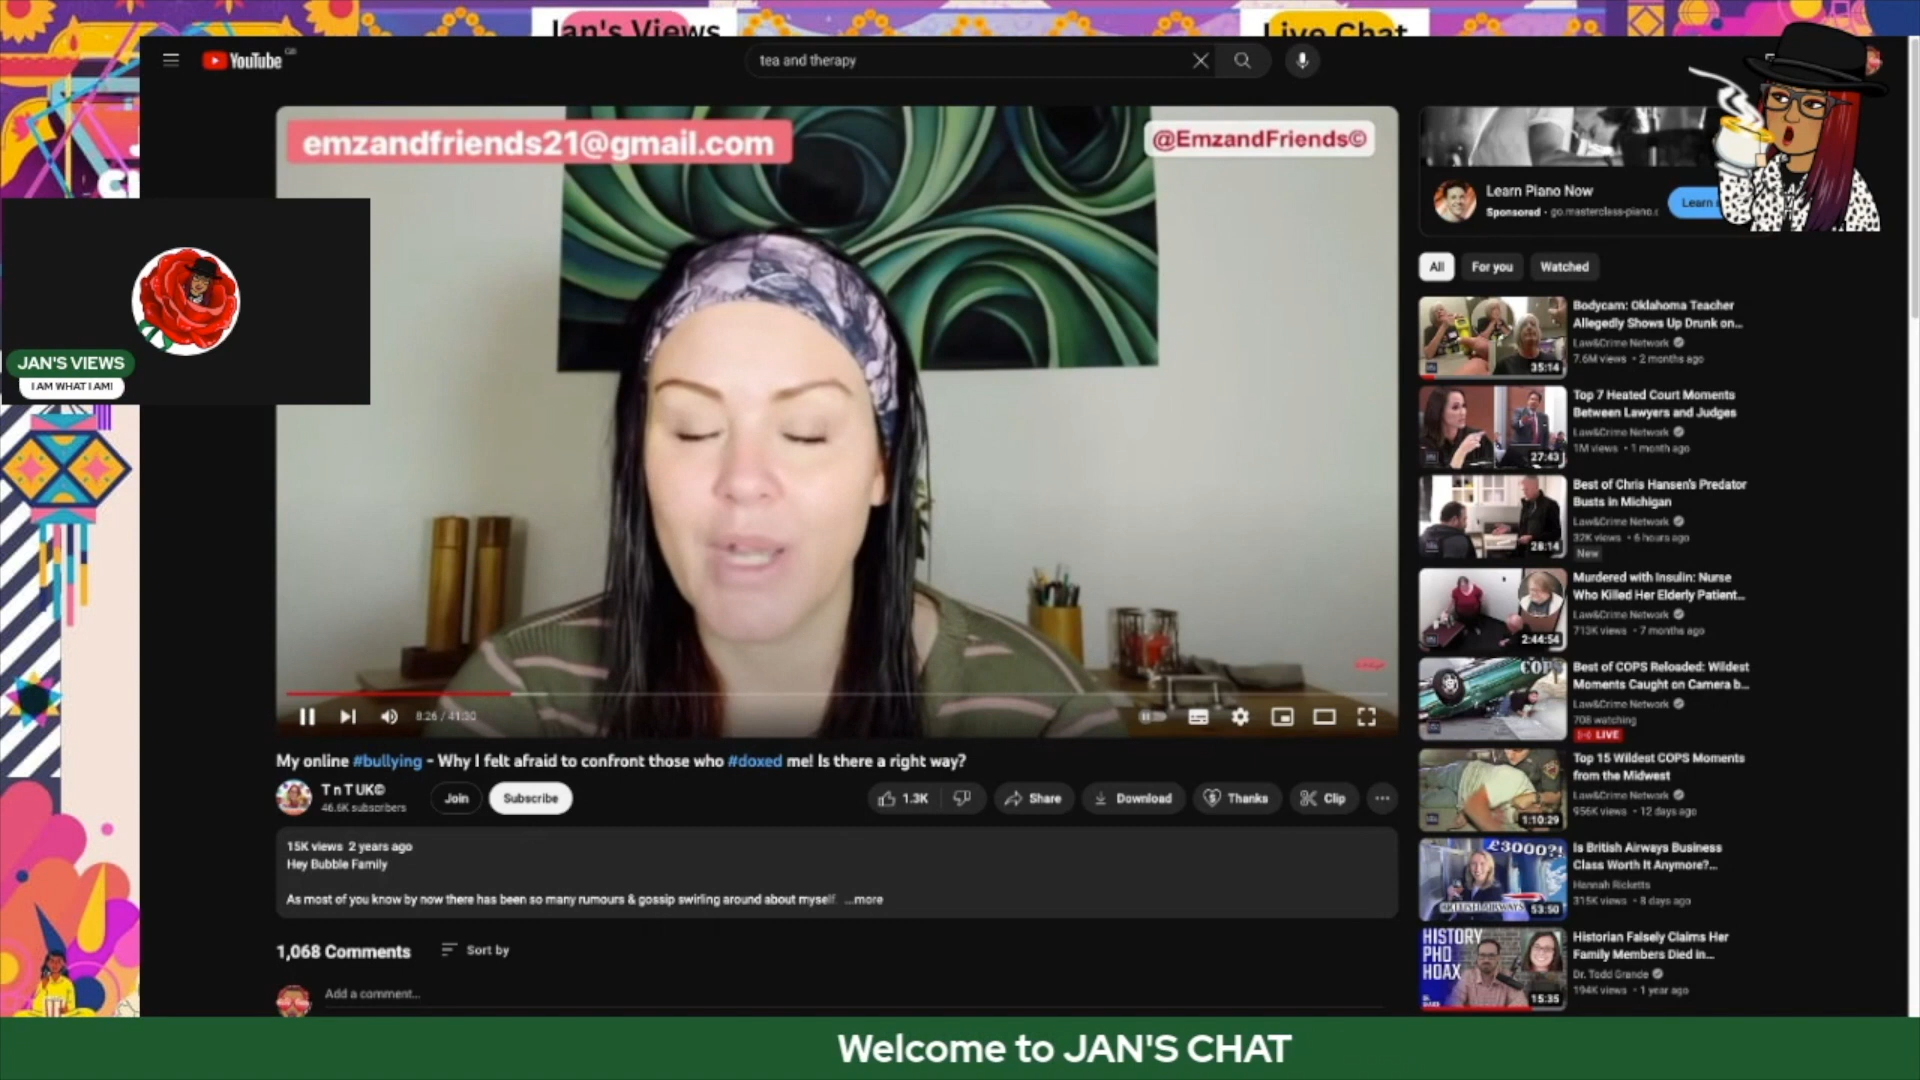 Jan's Views
Live Chat
YouTube GB
tea and therapy
emzandfriends21@gmail.com
@EmzandFriends©
Learn Piano Now
Sponsored · go.masterclass-piano.c
Learn
JAN'S VIEWS
I AM WHAT I AM!
All
For you
Watched
Bodycam: Oklahoma Teacher
Allegedly Shows Up Drunk on...
Law&Crime Network
7.6M views • 2 months ago
35:14
Top 7 Heated Court Moments
Between Lawyers and Judges
Law&Crime Network
1M views • 1 month ago
27:43
Best of Chris Hansen's Predator
Busts in Michigan
Law&Crime Network
32K views • 6 hours ago
New
28:14
Murdered with Insulin: Nurse
Who Killed Her Elderly Patient...
Law&Crime Network
713K views • 7 months ago
2:44:54
COPS
Best of COPS Reloaded: Wildest
Moments Caught on Camera b...
Law&Crime Network
708 watching
LIVE
Top 15 Wildest COPS Moments
from the Midwest
Law&Crime Network
956K views • 12 days ago
1:10:29
£3000?!
Is British Airways Business
Class Worth It Anymore?...
Hannah Ricketts
315K views • 8 days ago
BRITISH AIRWAYS
53:50
HISTORY
PHD
HOAX
Historian Falsely Claims Her
Family Members Died in...
Dr. Todd Grande
194K views • 1 year ago
15:35
8:26 / 41:30
My online #bullying - Why I felt afraid to confront those who #doxed me! Is there a right way?
T n T UK©
46.6K subscribers
Join
Subscribe
1.3K
Share
Download
Thanks
Clip
15K views 2 years ago
Hey Bubble Family
As most of you know by now there has been so many rumours & gossip swirling around about myself ...more
1,068 Comments
Sort by
Add a comment...
Welcome to JAN'S CHAT